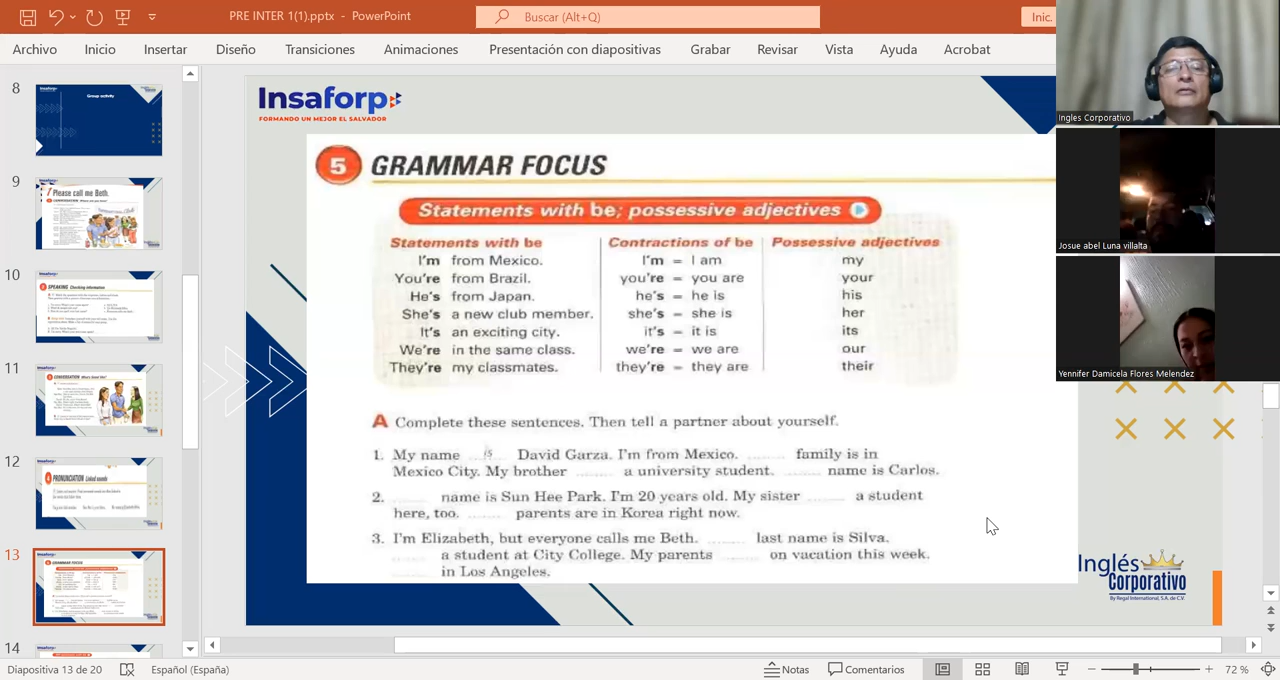 PRE INTER 1(1).pptx - PowerPoint
Buscar (Alt+Q)
Inic.
Archivo Inicio Insertar Diseño Transiciones Animaciones Presentación con diapositivas Grabar Revisar Vista Ayuda Acrobat
8
Group activity
9
Please call me Beth.
10
SPEAKING Checking information
11
CONVERSATION
12
PRONUNCIATION Linked sounds
13
14
Insaforp
FORMANDO UN MEJOR EL SALVADOR
5 GRAMMAR FOCUS
Statements with be; possessive adjectives
Statements with be Contractions of be Possessive adjectives
I'm from Mexico. I'm = I am my
You're from Brazil. you're = you are your
He's from Japan. he's = he is his
She's a new club member. she's = she is her
It's an exciting city. it's = it is its
We're in the same class. we're = we are our
They're my classmates. they're = they are their
A Complete these sentences. Then tell a partner about yourself.
1. My name is David Garza. I'm from Mexico. ........ family is in
Mexico City. My brother ........ a university student. ........ name is Carlos.
2. ........ name is Sun Hee Park. I'm 20 years old. My sister ........ a student
here, too. ........ parents are in Korea right now.
3. I'm Elizabeth, but everyone calls me Beth. ........ last name is Silva.
........ a student at City College. My parents ........ on vacation this week.
........ in Los Angeles.
Inglés
Corporativo
By Regal International, S.A. de C.V.
Ingles Corporativo
Josue abel Luna villalta
Yennifer Damicela Flores Melendez
Diapositiva 13 de 20 Español (España) Notas Comentarios 72 %